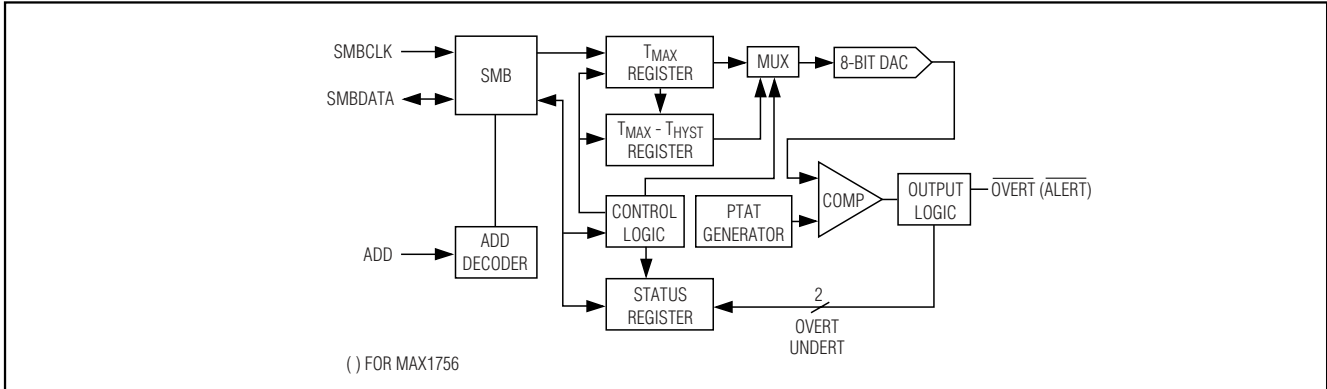 SMBCLK
SMBDATA
SMB
TMAX
REGISTER
MUX
8-BIT DAC
TMAX - THYST
REGISTER
CONTROL
LOGIC
PTAT
GENERATOR
COMP
OUTPUT
LOGIC
OVERT (ALERT)
ADD
ADD
DECODER
STATUS
REGISTER
2
OVERT
UNDERT
( ) FOR MAX1756